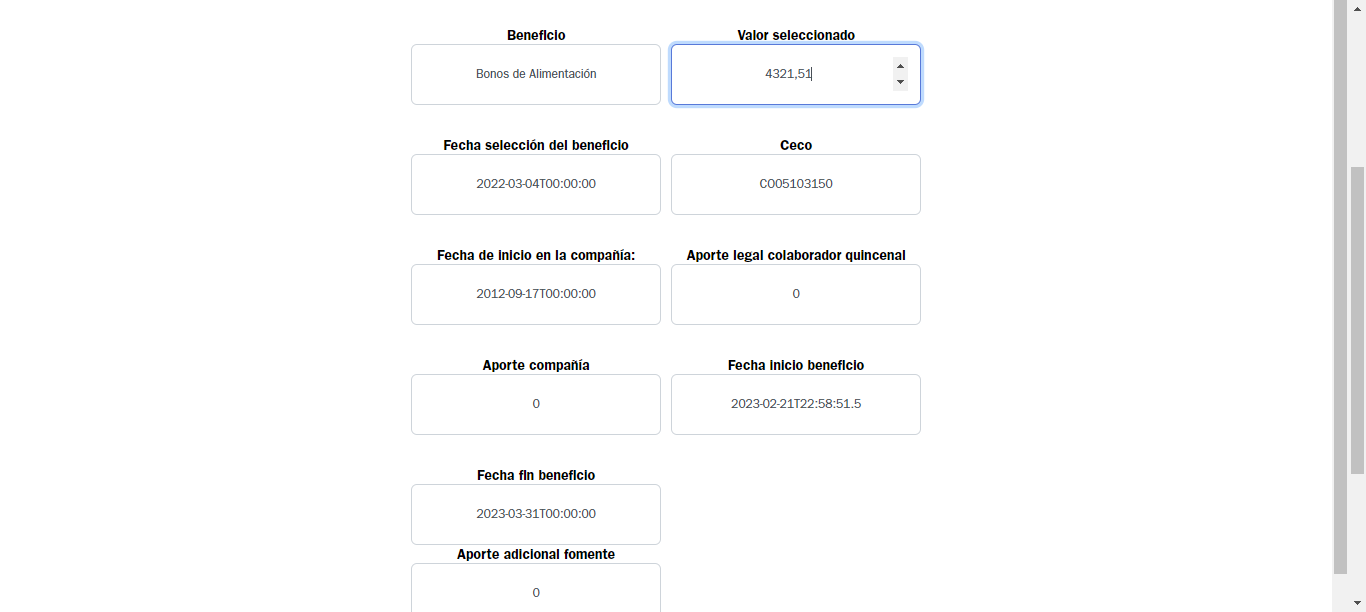 Beneficio
Valor seleccionado
Bonos de Alimentación
4321,51
Fecha selección del beneficio
Ceco
2022-03-04T00:00:00
CO05103150
Fecha de inicio en la compañía:
Aporte legal colaborador quincenal
2012-09-17T00:00:00
0
Aporte compañía
Fecha inicio beneficio
0
2023-02-21T22:58:51.5
Fecha fin beneficio
2023-03-31T00:00:00
Aporte adicional fomente
0